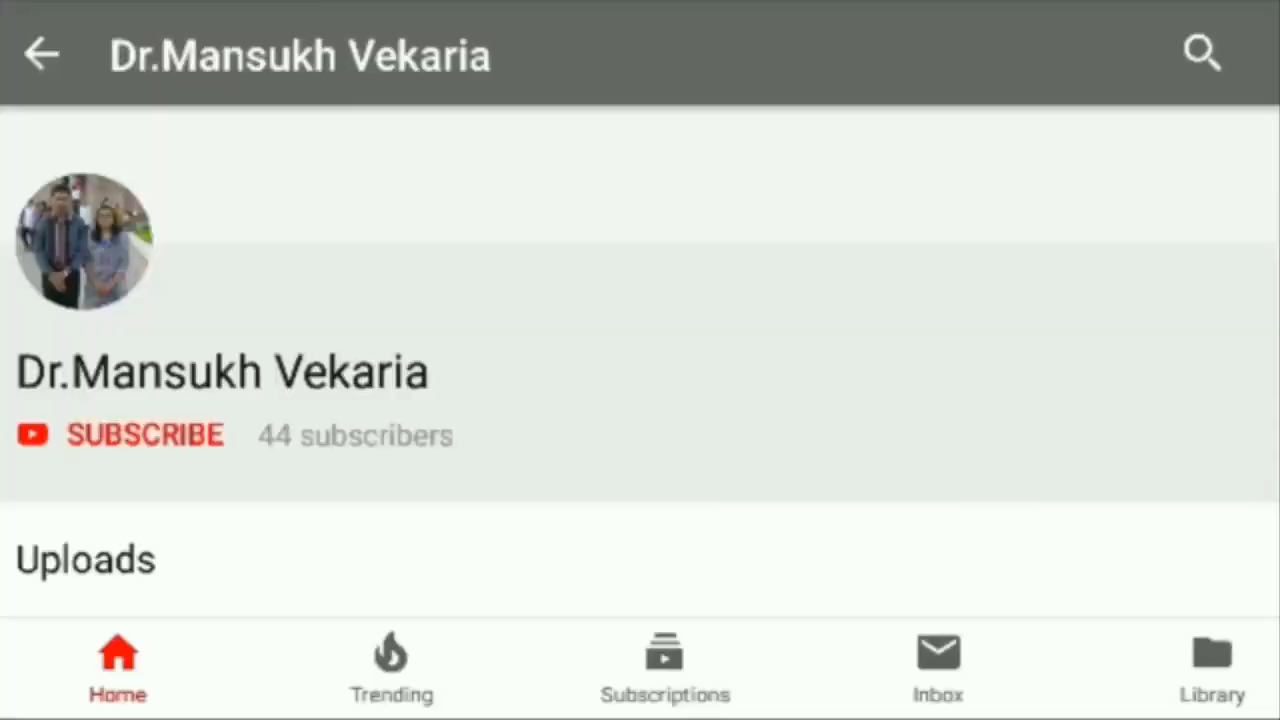 Dr.Mansukh Vekaria
Dr.Mansukh Vekaria
SUBSCRIBE 44 subscribers
Uploads
Home Trending Subscriptions Inbox Library